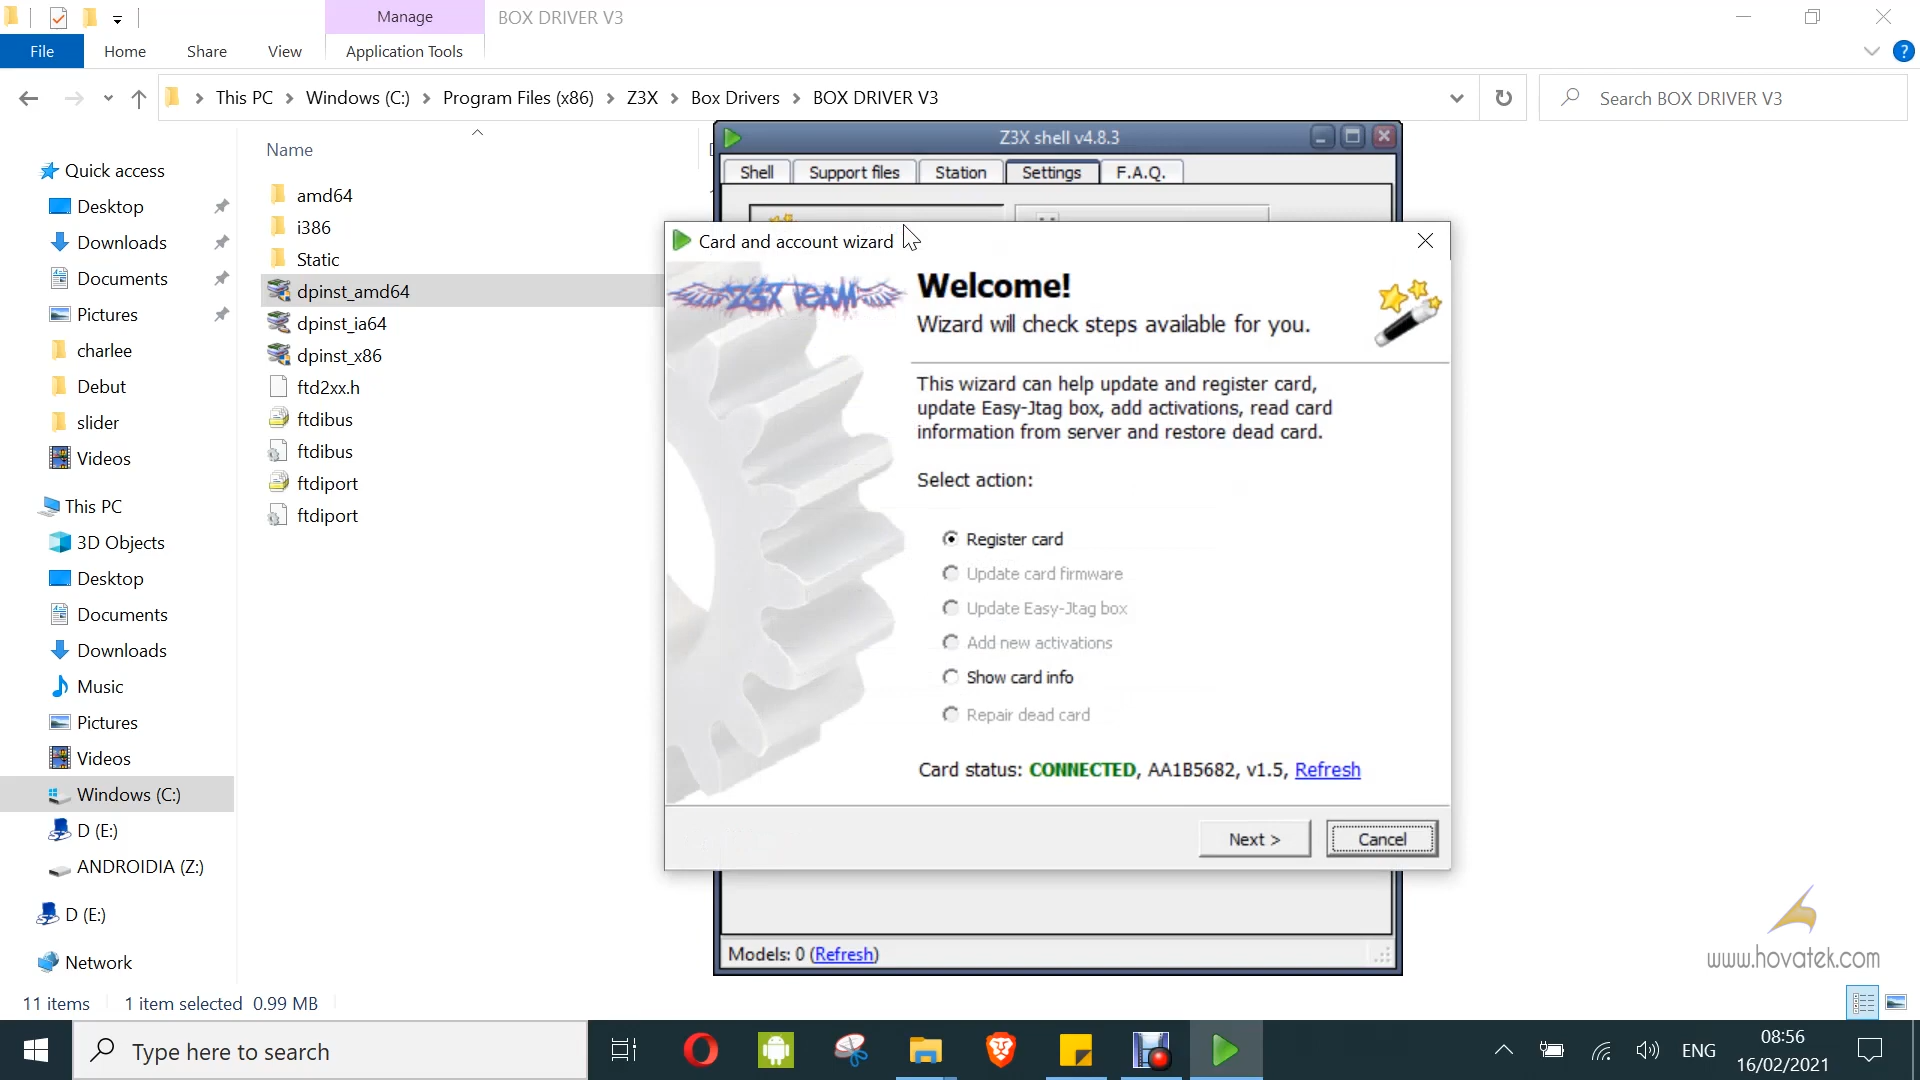 Manage
BOX DRIVER V3
File
Home
Share
View
Application Tools
This PC
Windows (C:)
Program Files (x86)
Z3X
Box Drivers
BOX DRIVER V3
Search BOX DRIVER V3
Name
Quick access
Desktop
Downloads
Documents
Pictures
charlee
Debut
slider
Videos
This PC
3D Objects
Desktop
Documents
Downloads
Music
Pictures
Videos
Windows (C:)
D (E:)
ANDROIDIA (Z:)
D (E:)
Network
amd64
i386
Static
dpinst_amd64
dpinst_ia64
dpinst_x86
ftd2xx.h
ftdibus
ftdibus
ftdiport
ftdiport
Z3X shell v4.8.3
Shell
Support files
Station
Settings
F.A.Q.
Card and account wizard
Z3X TEAM
Welcome!
Wizard will check steps available for you.
This wizard can help update and register card,
update Easy-Jtag box, add activations, read card
information from server and restore dead card.
Select action:
Register card
Update card firmware
Update Easy-Jtag box
Add new activations
Show card info
Repair dead card
Card status: CONNECTED, AA1B5682, v1.5, Refresh
Next >
Cancel
Models: 0 (Refresh)
www.hovatek.com
11 items
1 item selected 0.99 MB
Type here to search
ENG
08:56
16/02/2021